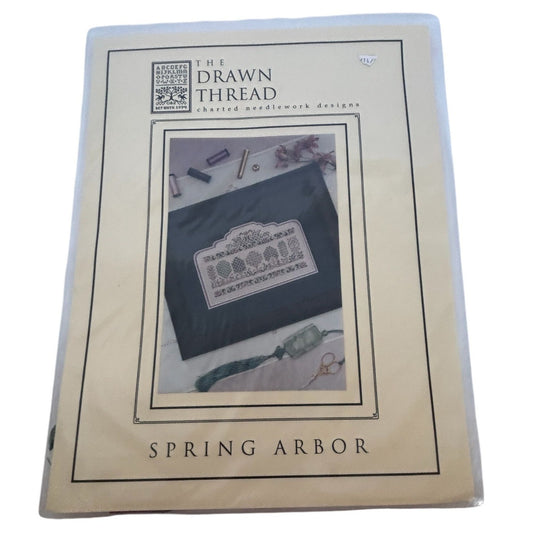 THE
DRAWN
THREAD
charted needlework designs
SPRING ARBOR